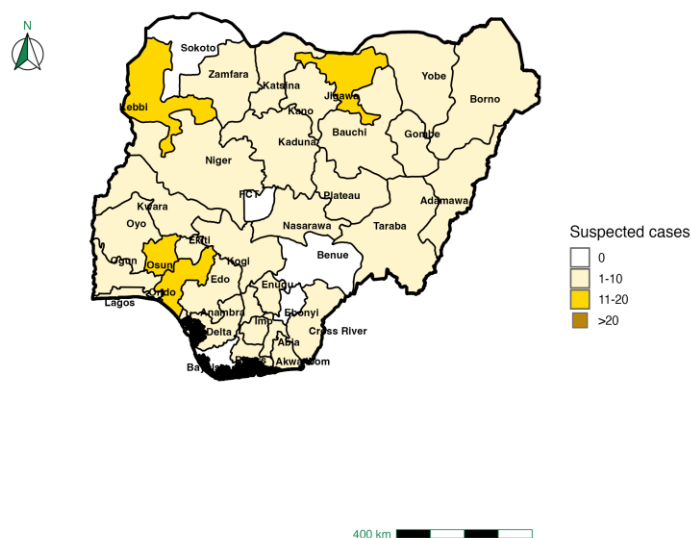 N
Sokoto
Zamfara
Katsina
Yobe
Kebbi
Jigawa
Borno
Kano
Bauchi
Gombe
Kaduna
Niger
FCT
Plateau
Adamawa
Kwara
Oyo
Nasarawa
Taraba
Ekiti
Benue
Ogun
Osun
Kogi
Edo
Enugu
Ondo
Lagos
Anambra
Imo
Ebonyi
Delta
Cross River
Abia
Akwa Ibom
Suspected cases
0
1-10
11-20
>20
400 km